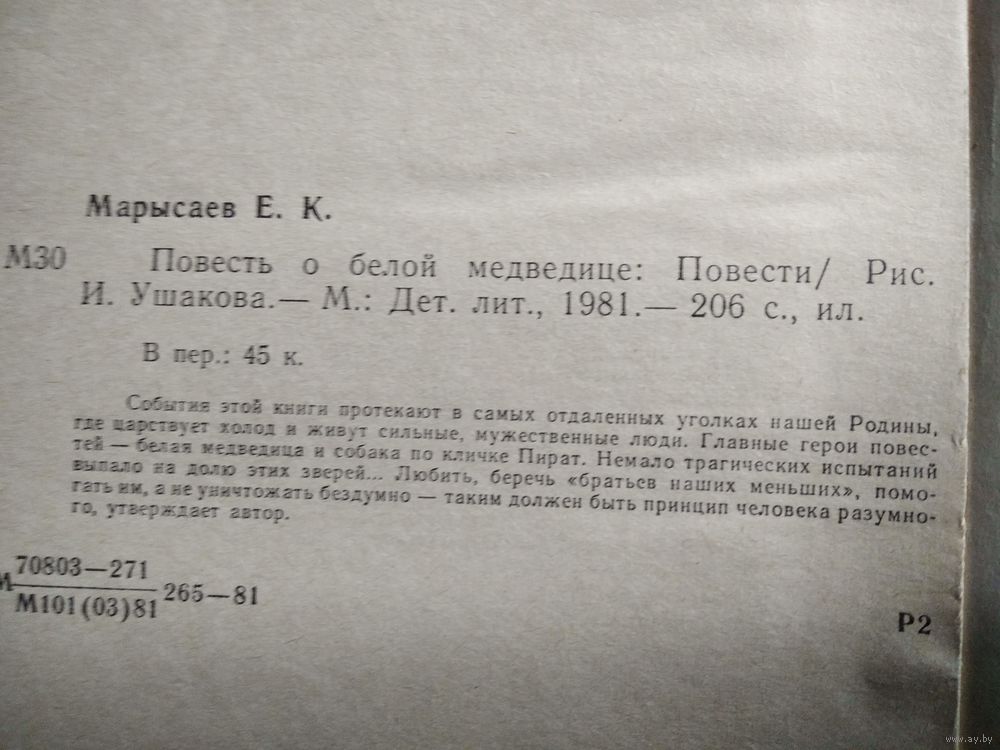 Марысаев Е. К.
М30 Повесть о белой медведице: Повести/ Рис.
И. Ушакова.— М.: Дет. лит., 1981.— 206 с., ил.
В пер.: 45 к.
События этой книги протекают в самых отдаленных уголках нашей Родины,
где царствует холод и живут сильные, мужественные люди. Главные герои повес-
тей — белая медведица и собака по кличке Пират. Немало трагических испытаний
выпало на долю этих зверей... Любить, беречь «братьев наших меньших», помо-
гать им, а не уничтожать бездумно — таким должен быть принцип человека разумно-
го, утверждает автор.
70803—271
М 265—81
М101(03)81
Р2
www.ay.by